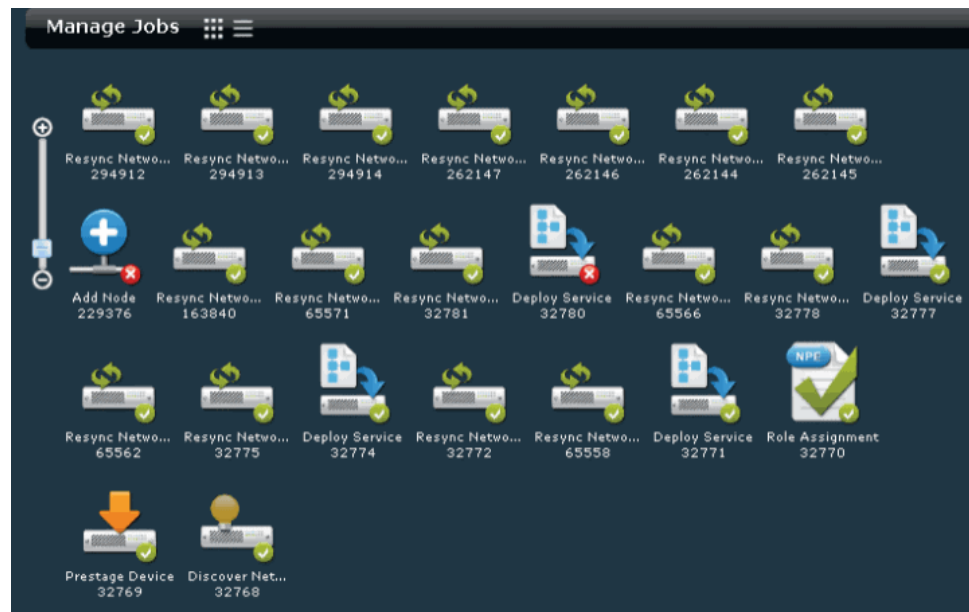 Manage Jobs
Resync Netwo... Resync Netwo... Resync Netwo... Resync Netwo... Resync Netwo... Resync Netwo... Resync Netwo...
294912 294913 294914 262147 262146 262144 262145
Add Node Resync Netwo... Resync Netwo... Resync Netwo... Deploy Service Resync Netwo... Resync Netwo... Deploy Service
229376 163840 65571 32781 32780 65566 32778 32777
NPE
Resync Netwo... Resync Netwo... Deploy Service Resync Netwo... Resync Netwo... Deploy Service Role Assignment
65562 32775 32774 32772 65558 32771 32770
Prestage Device Discover Net...
32769 32768